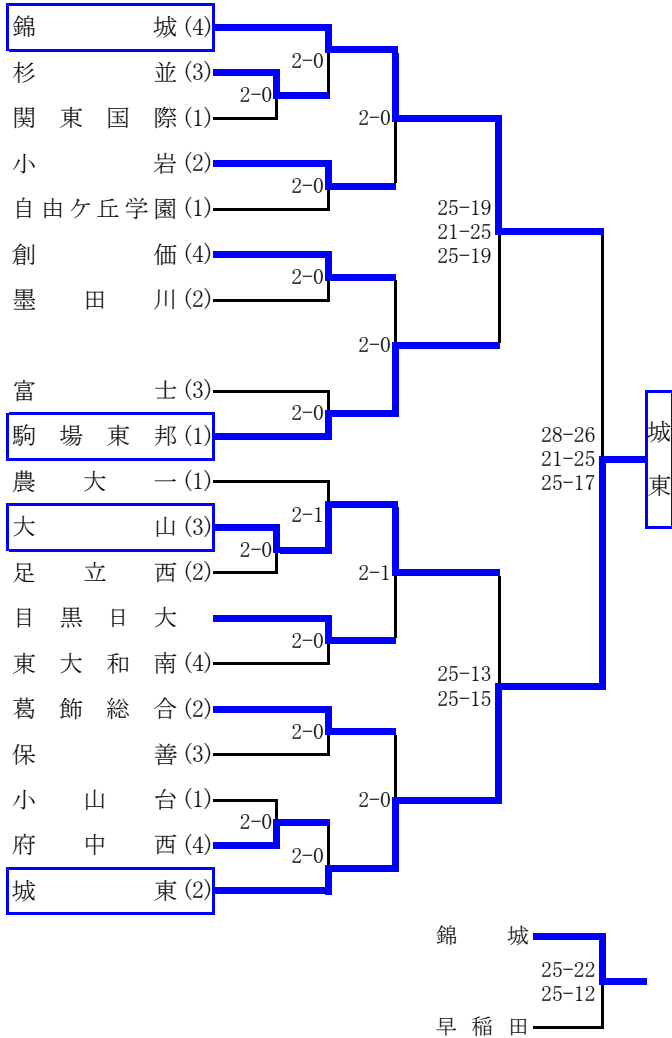 錦城(4)
2-0
杉並(3)
2-0
関東国際(1)
2-0
小岩(2)
2-0
自由ケ丘学園(1)
25-19
21-25
25-19
創価(4)
2-0
墨田川(2)
2-0
富士(3)
2-0
駒場東邦(1)
28-26
21-25
25-17
城東
農大一(1)
2-1
大山(3)
2-0
足立西(2)
2-1
目黒日大
2-0
東大和南(4)
25-13
25-15
葛飾総合(2)
2-0
保善(3)
小山台(1)
2-0
2-0
府中西(4)
2-0
城東(2)
錦城
25-22
25-12
早稲田